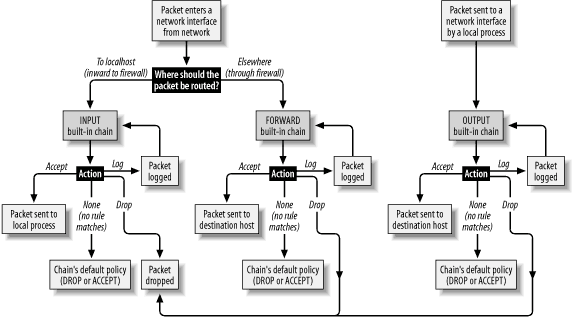 Packet enters a
network interface
from network
Packet sent to
a network interface
by a local process
To localhost
(inward to firewall)
Elsewhere
(through firewall)
Where should the
packet be routed?
INPUT
built-in chain
FORWARD
built-in chain
OUTPUT
built-in chain
Accept
Action
Log
Packet
logged
Accept
Action
Log
Packet
logged
Accept
Action
Log
Packet
logged
Packet sent to
local process
None
(no rule
matches)
Drop
Packet sent to
destination host
None
(no rule
matches)
Drop
Packet sent to
destination host
None
(no rule
matches)
Drop
Chain's default policy
(DROP or ACCEPT)
Packet
dropped
Chain's default policy
(DROP or ACCEPT)
Chain's default policy
(DROP or ACCEPT)